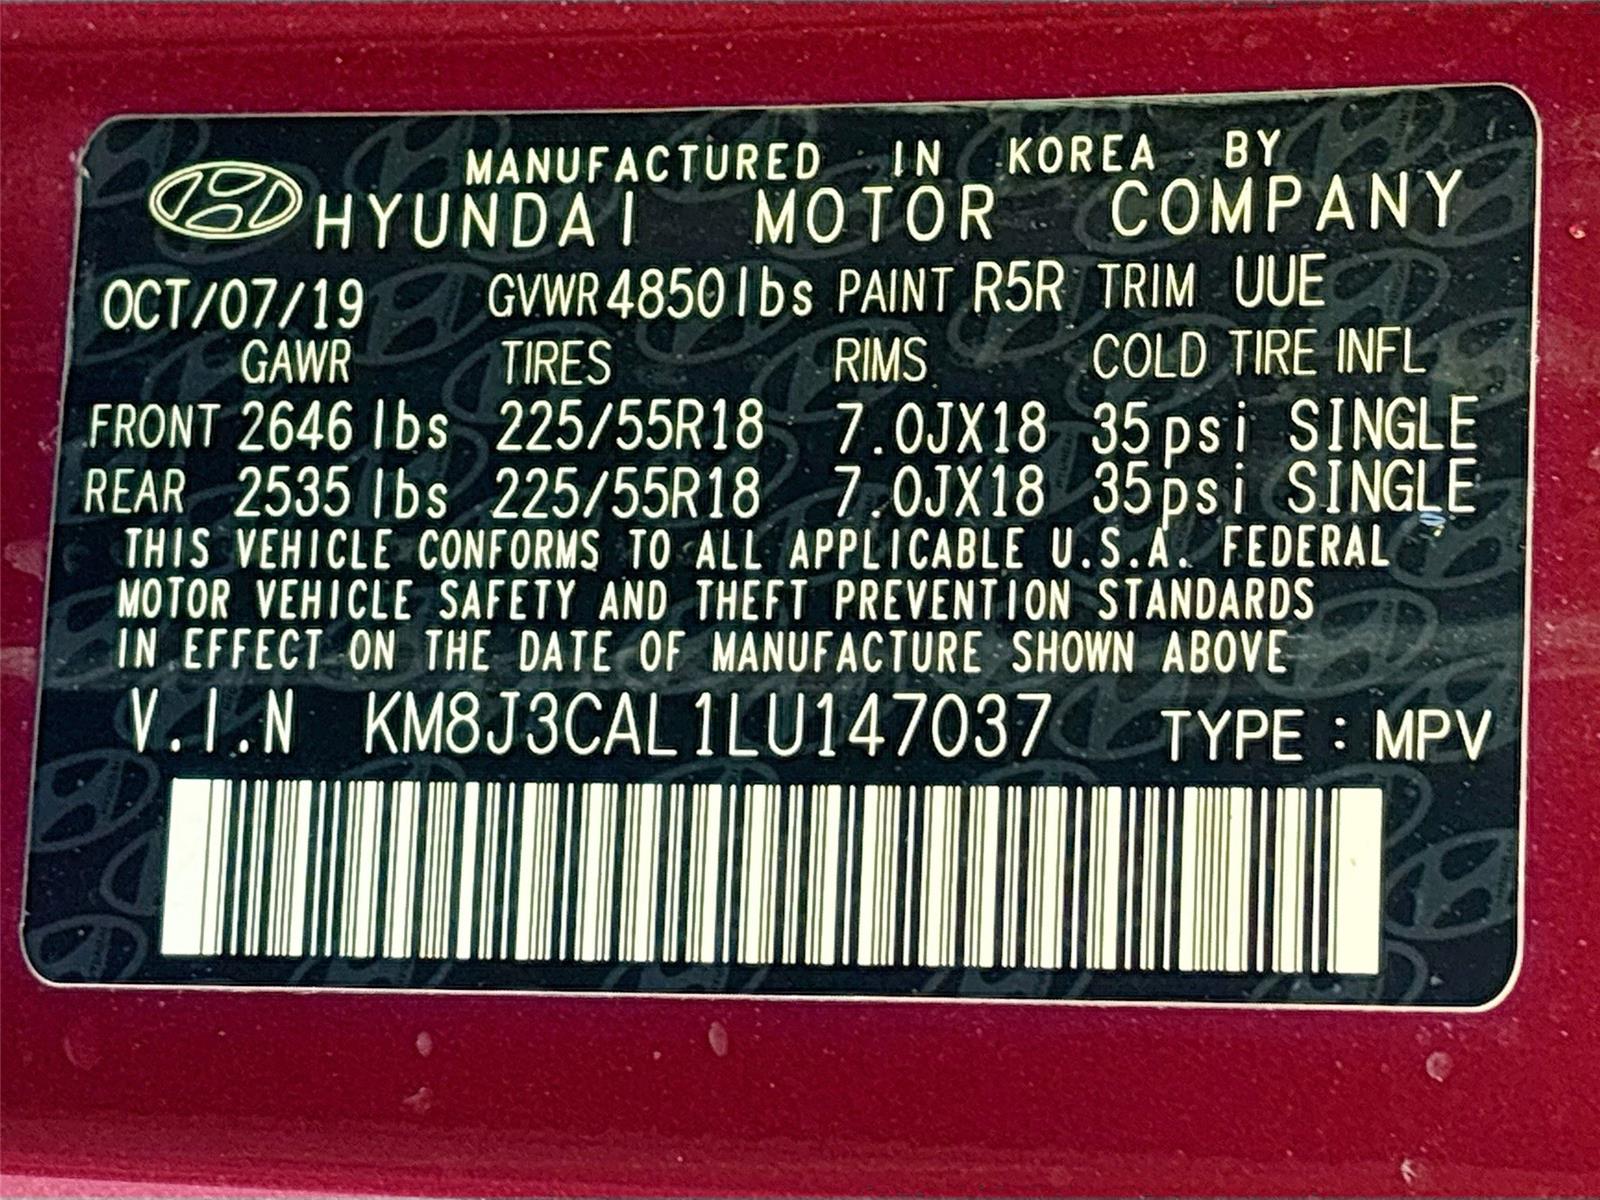 MANUFACTURED IN KOREA BY
HYUNDAI MOTOR COMPANY
OCT/07/19 GVWR 4850lbs PAINT R5R TRIM UUE
GAWR TIRES RIMS COLD TIRE INFL
FRONT 2646 lbs 225/55R18 7.0JX18 35psi SINGLE
REAR 2535 lbs 225/55R18 7.0JX18 35psi SINGLE
THIS VEHICLE CONFORMS TO ALL APPLICABLE U.S.A. FEDERAL
MOTOR VEHICLE SAFETY AND THEFT PREVENTION STANDARDS
IN EFFECT ON THE DATE OF MANUFACTURE SHOWN ABOVE
V.I.N KM8J3CAL1LU147037 TYPE : MPV